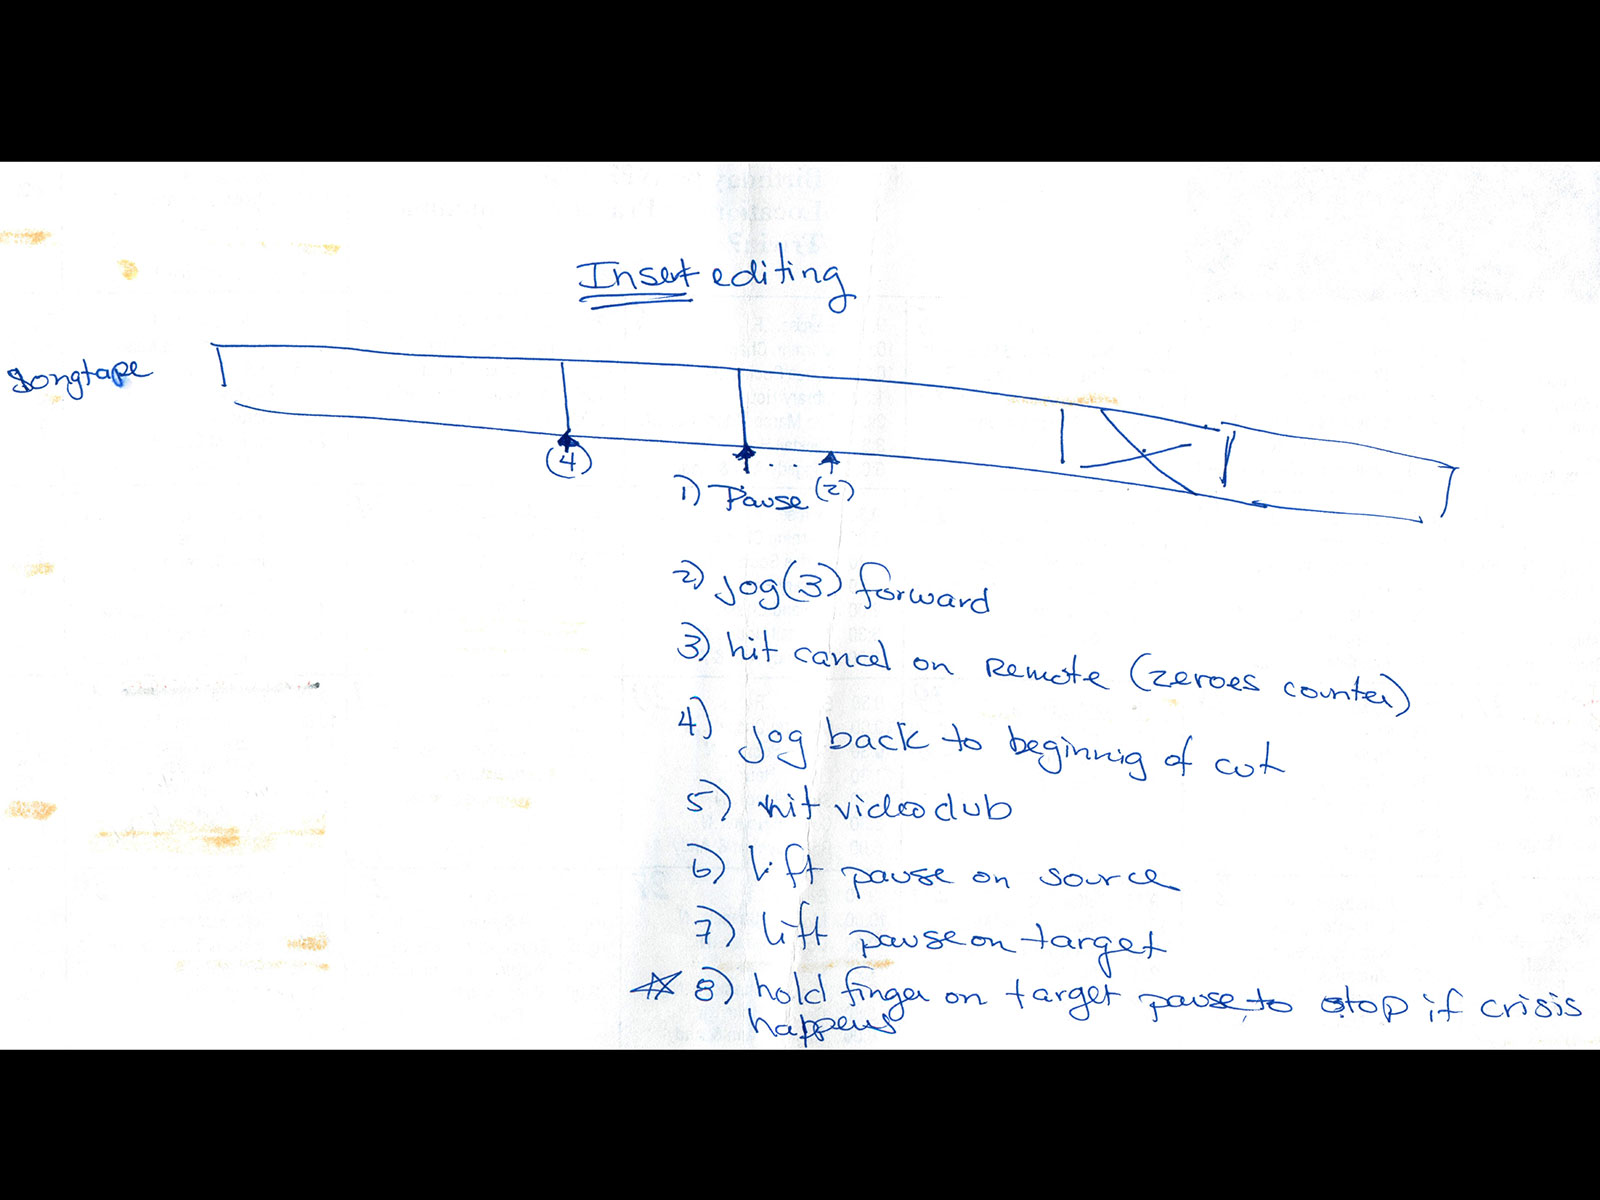 Insert editing
Songtape
(4)
1) Pause (2)
2) jog (3) forward
3) hit cancel on Remote (zeroes counter)
4) jog back to beginnig of cut
5) hit video dub
6) lift pause on source
7) lift pause on target
8) hold finger on target pause to stop if crisis
happens